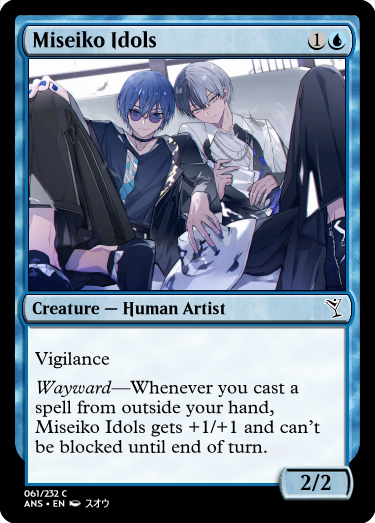 Miseiko Idols 1
Creature — Human Artist
Vigilance
Wayward—Whenever you cast a
spell from outside your hand,
Miseiko Idols gets +1/+1 and can't
be blocked until end of turn.
2/2
061/232 C
ANS • EN スオウ